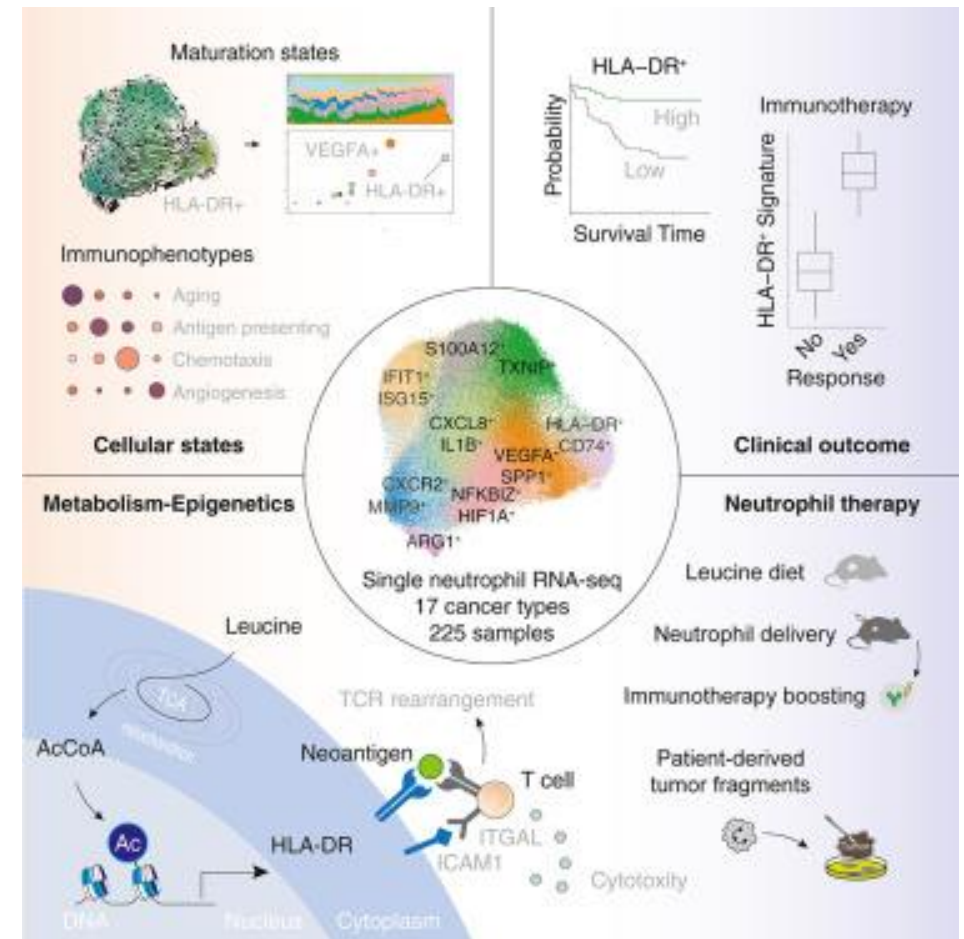 Maturation states
VEGFA+
HLA-DR+
HLA-DR+
Immunophenotypes
Aging
Antigen presenting
Chemotaxis
Angiogenesis
Cellular states
HLA–DR⁺
Probability
High
Low
Survival Time
Immunotherapy
HLA–DR⁺ Signature
No
Yes
Response
Clinical outcome
S100A12⁺
TXNIP⁺
IFIT1⁺
ISG15⁺
CXCL8⁺
IL1B⁺
HLA–DR⁺
CD74⁺
VEGFA⁺
SPP1⁺
CXCR2⁺
NFKBIZ⁺
MMP9⁺
HIF1A⁺
ARG1⁺
Single neutrophil RNA-seq
17 cancer types
225 samples
Metabolism-Epigenetics
Leucine
TCA
AcCoA
Ac
HLA-DR
DNA
Nucleus
Cytoplasm
TCR rearrangement
Neoantigen
T cell
ITGAL
ICAM1
Cytotoxity
Neutrophil therapy
Leucine diet
Neutrophil delivery
Immunotherapy boosting
Patient-derived
tumor fragments